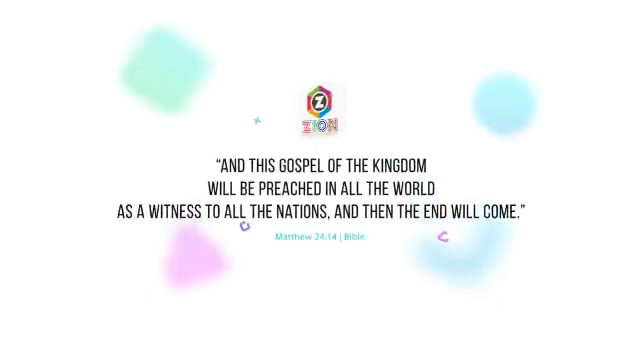 Z
ZION
“AND THIS GOSPEL OF THE KINGDOM
WILL BE PREACHED IN ALL THE WORLD
AS A WITNESS TO ALL THE NATIONS, AND THEN THE END WILL COME.”
Matthew 24:14 | Bible